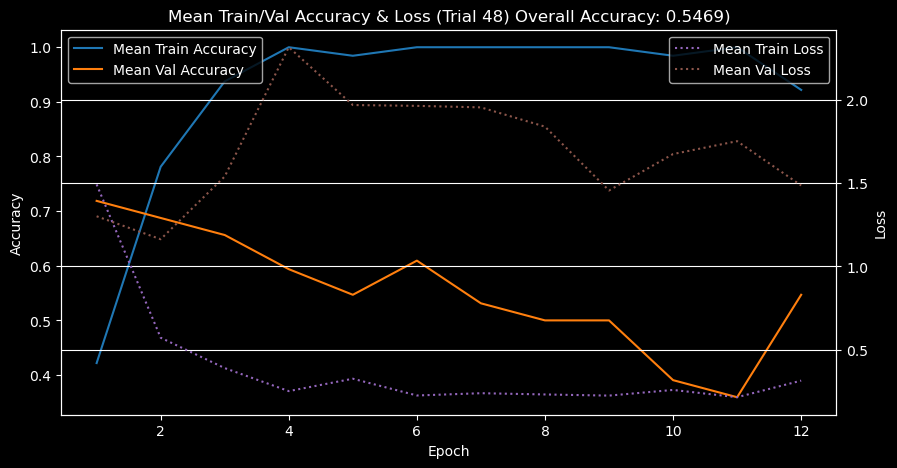 Mean Train/Val Accuracy & Loss (Trial 48) Overall Accuracy: 0.5469)
Mean Train Accuracy
Mean Val Accuracy
Mean Train Loss
Mean Val Loss
1.0
0.9
0.8
0.7
0.6
0.5
0.4
Accuracy
2.0
1.5
1.0
0.5
Loss
2 4 6 8 10 12
Epoch